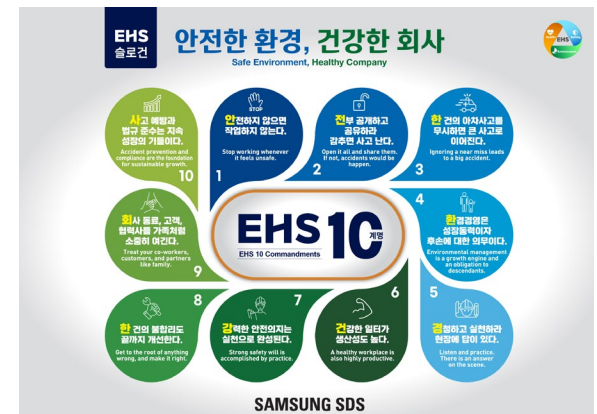 EHS
슬로건
안전한 환경, 건강한 회사
Safe Environment, Healthy Company
EHS
STOP
안전하지 않으면
작업하지 않는다.
Stop working whenever
it feels unsafe.
1
전부 공개하고
공유하라
감추면 사고 난다.
Open it all and share them.
If not, accidents would be
happen.
2
한 건의 아차사고를
무시하면 큰 사고로
이어진다.
Ignoring a near miss leads
to a big accident.
3
4
환경경영은
성장동력이자
후손에 대한 의무이다.
Environmental management
is a growth engine and
an obligation to
descendants.
5
경청하고 실천하라
현장에 답이 있다.
Listen and practice.
There is an answer
on the scene.
6
건강한 일터가
생산성도 높다.
A healthy workplace is
also highly productive.
7
강력한 안전의지는
실천으로 완성된다.
Strong safety will is
accomplished by practice.
8
한 건의 불합리도
끝까지 개선한다.
Get to the root of anything
wrong, and make it right.
회사 동료, 고객,
협력사를 가족처럼
소중히 여긴다.
Treat your co-workers,
customers, and partners
like family.
9
사고 예방과
법규 준수는 지속
성장의 기틀이다.
Accident prevention and
compliance are the foundation
for sustainable growth.
10
EHS 10 계명
EHS 10 Commandments
SAMSUNG SDS